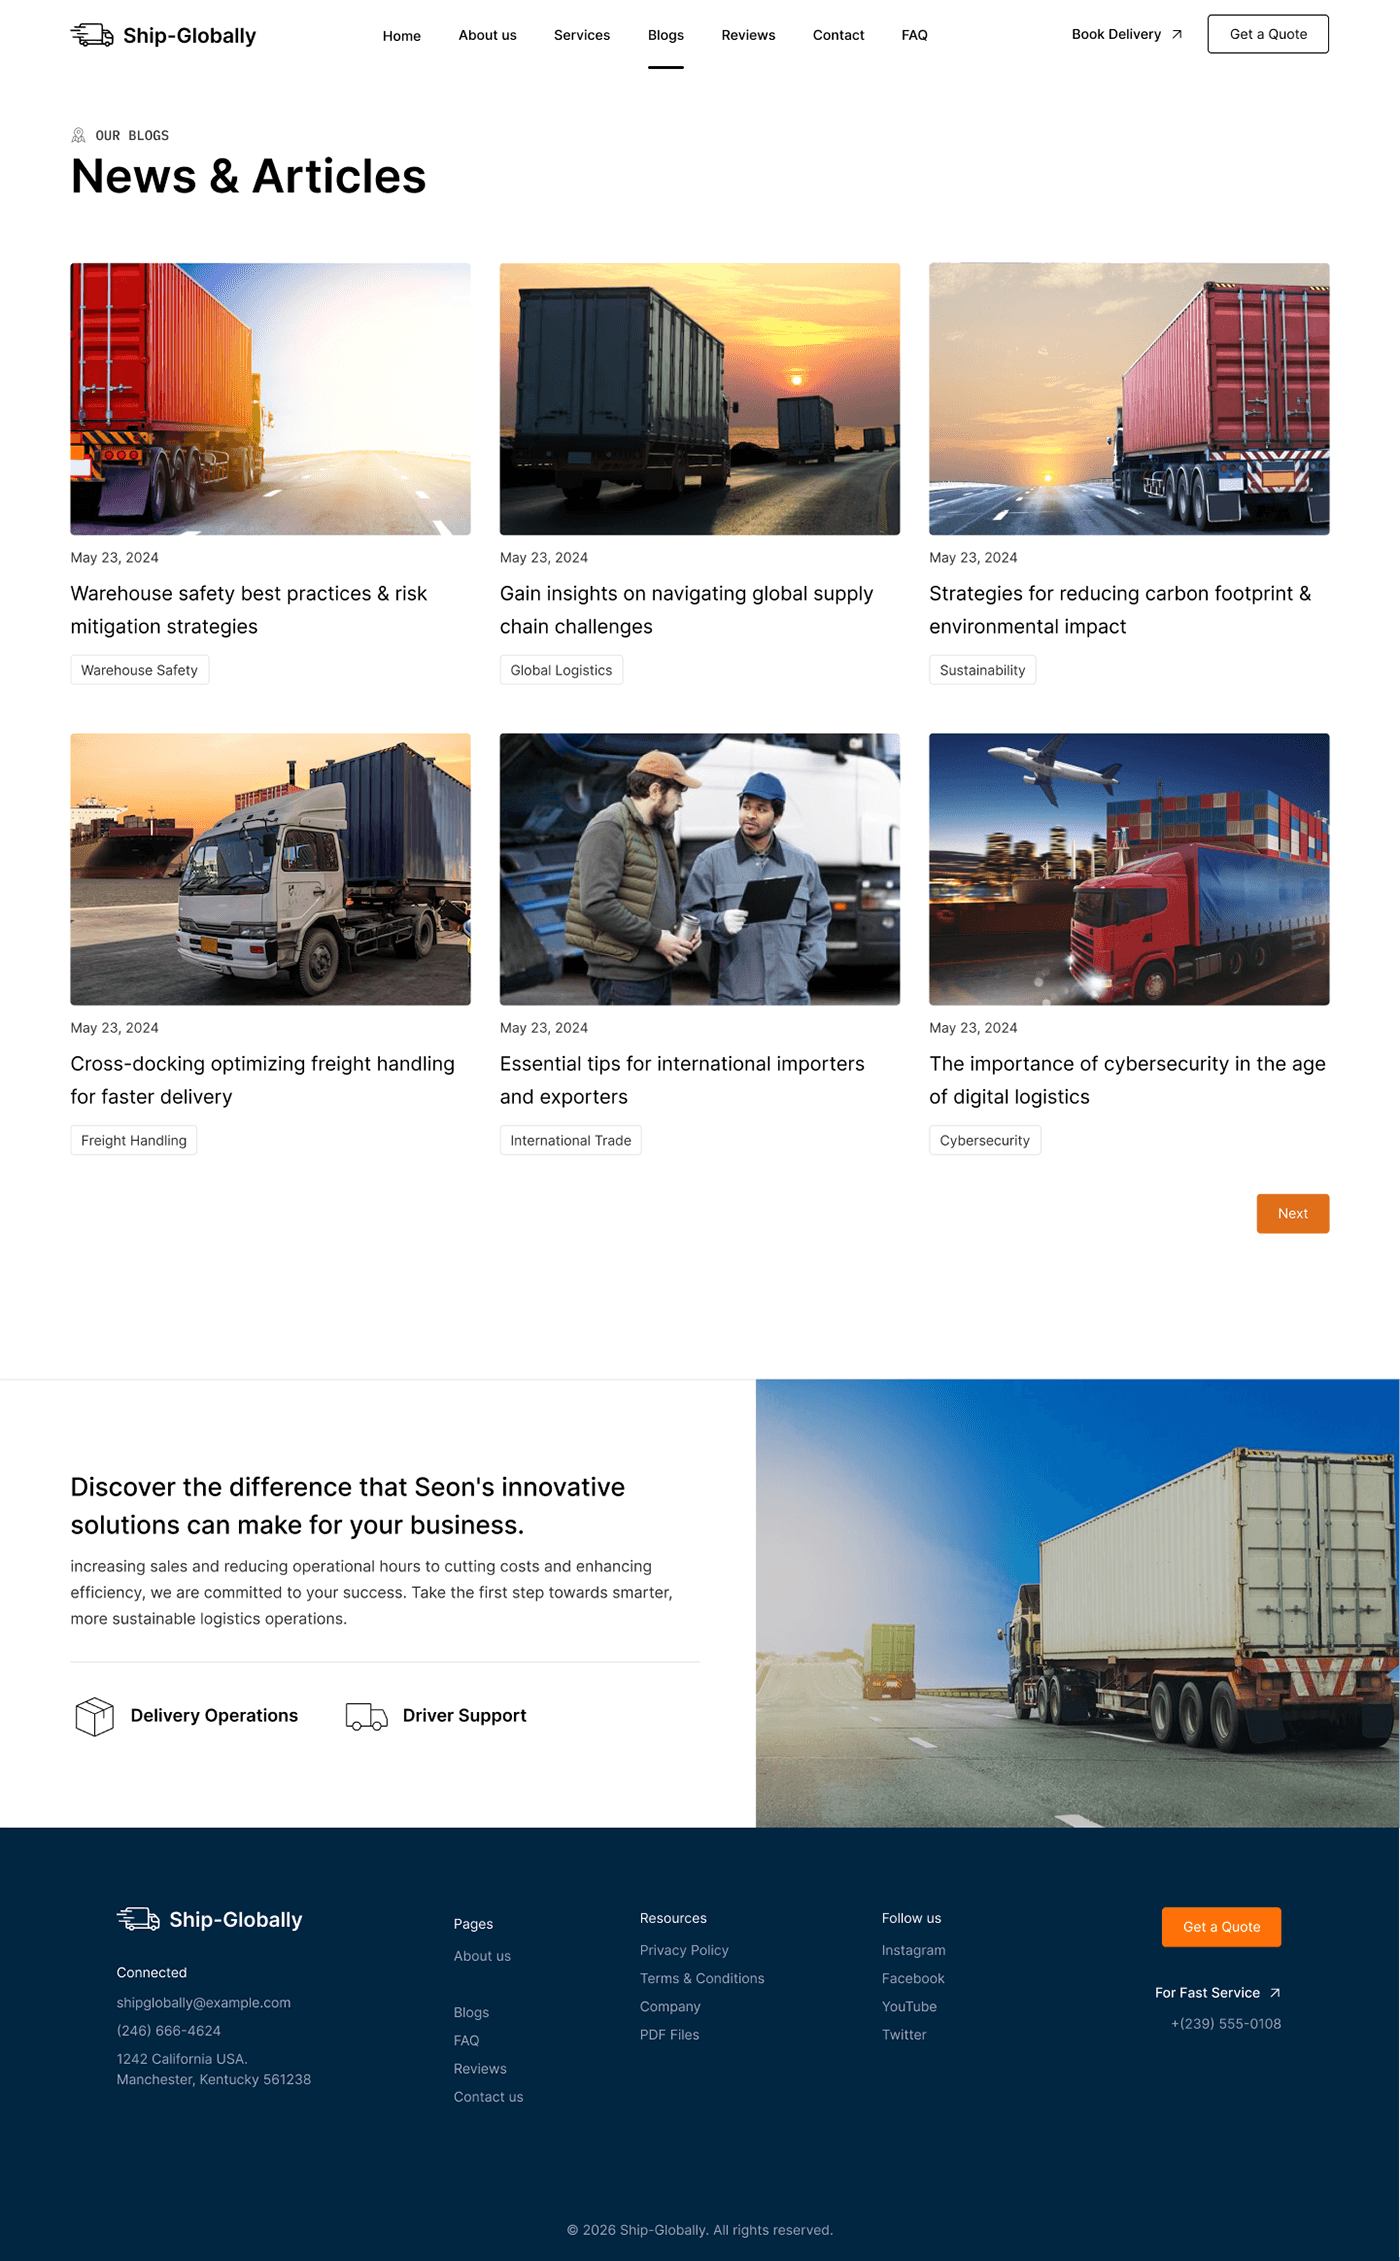 Ship-Globally
Home
About us
Services
Blogs
Reviews
Contact
FAQ
Book Delivery
Get a Quote
OUR BLOGS
News & Articles
May 23, 2024
Warehouse safety best practices & risk
mitigation strategies
Warehouse Safety
May 23, 2024
Gain insights on navigating global supply
chain challenges
Global Logistics
May 23, 2024
Strategies for reducing carbon footprint &
environmental impact
Sustainability
May 23, 2024
Cross-docking optimizing freight handling
for faster delivery
Freight Handling
May 23, 2024
Essential tips for international importers
and exporters
International Trade
May 23, 2024
The importance of cybersecurity in the age
of digital logistics
Cybersecurity
Next
Discover the difference that Seon's innovative
solutions can make for your business.
increasing sales and reducing operational hours to cutting costs and enhancing
efficiency, we are committed to your success. Take the first step towards smarter,
more sustainable logistics operations.
Delivery Operations
Driver Support
Ship-Globally
Connected
shipglobally@example.com
(246) 666-4624
1242 California USA.
Manchester, Kentucky 561238
Pages
About us
Blogs
FAQ
Reviews
Contact us
Resources
Privacy Policy
Terms & Conditions
Company
PDF Files
Follow us
Instagram
Facebook
YouTube
Twitter
Get a Quote
For Fast Service
+(239) 555-0108
© 2026 Ship-Globally. All rights reserved.